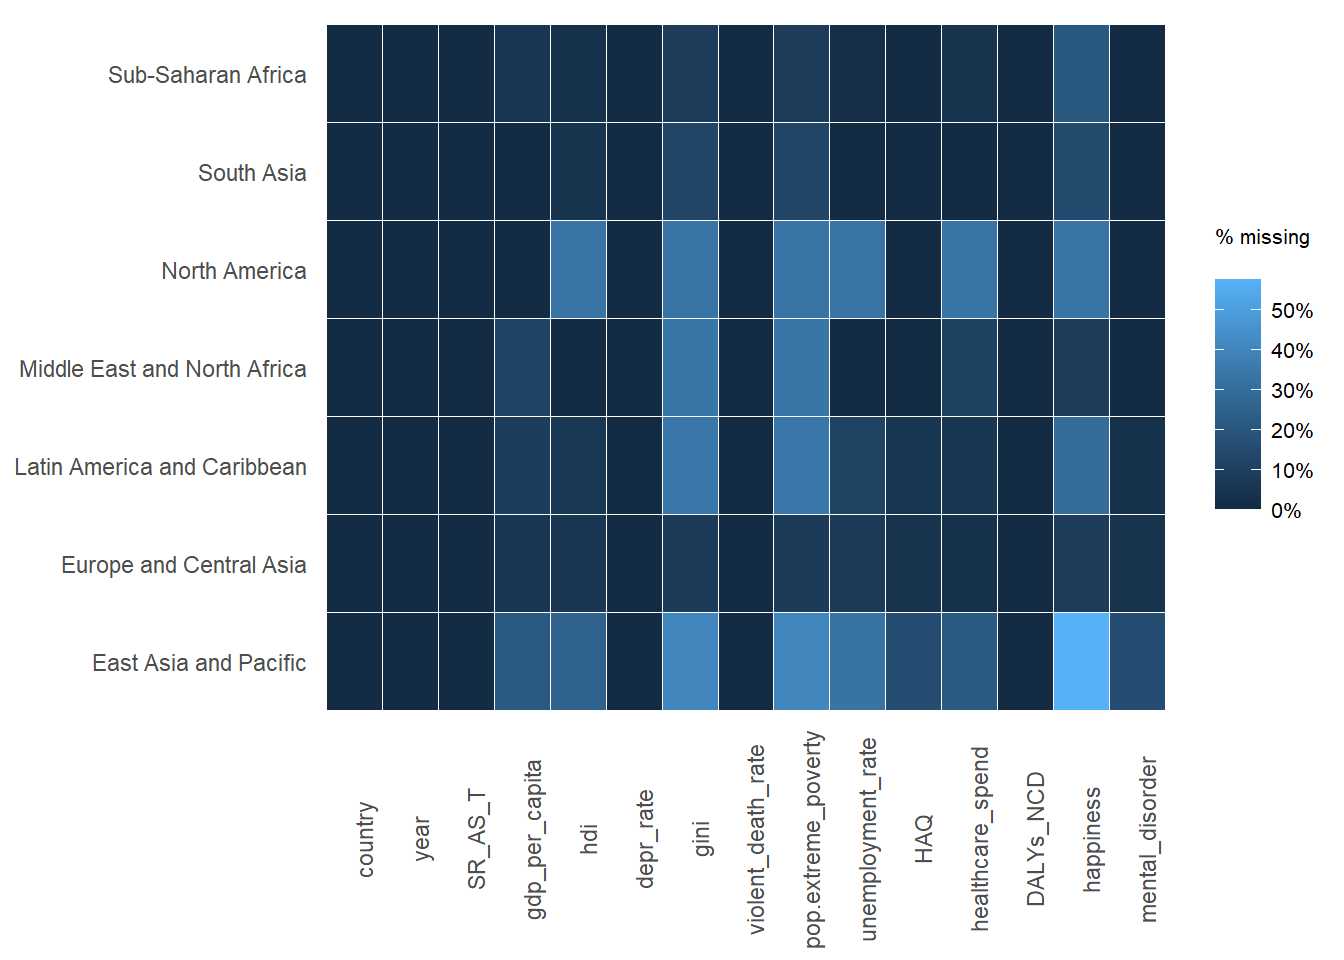 Sub-Saharan Africa
South Asia
North America
Middle East and North Africa
Latin America and Caribbean
Europe and Central Asia
East Asia and Pacific
country
year
SR_AS_T
gdp_per_capita
hdi
depr_rate
gini
violent_death_rate
pop.extreme_poverty
unemployment_rate
HAQ
healthcare_spend
DALYs_NCD
happiness
mental_disorder
% missing
50%
40%
30%
20%
10%
0%